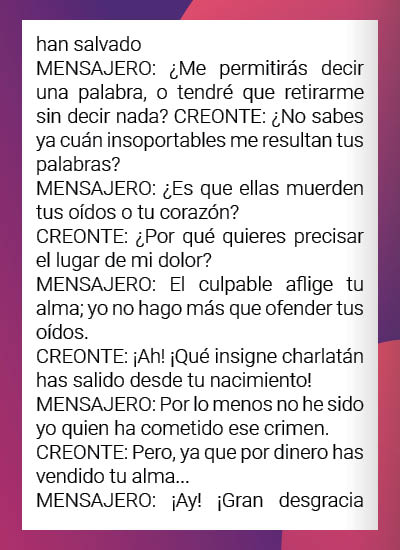 han salvado
MENSAJERO: ¿Me permitirás decir
una palabra, o tendré que retirarme
sin decir nada? CREONTE: ¿No sabes
ya cuán insoportables me resultan tus
palabras?
MENSAJERO: ¿Es que ellas muerden
tus oídos o tu corazón?
CREONTE: ¿Por qué quieres precisar
el lugar de mi dolor?
MENSAJERO: El culpable aflige tu
alma; yo no hago más que ofender tus
oídos.
CREONTE: ¡Ah! ¡Qué insigne charlatán
has salido desde tu nacimiento!
MENSAJERO: Por lo menos no he sido
yo quien ha cometido ese crimen.
CREONTE: Pero, ya que por dinero has
vendido tu alma...
MENSAJERO: ¡Ay! ¡Gran desgracia